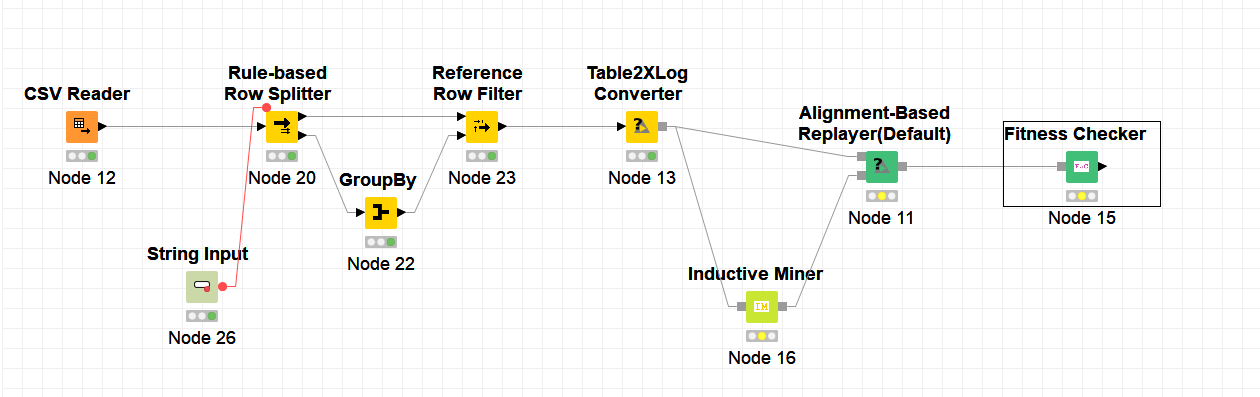 CSV Reader
Node 12
Rule-based
Row Splitter
Node 20
Reference
Row Filter
Node 23
Table2XLog
Converter
?
Node 13
Alignment-Based
Replayer(Default)
?
Node 11
Fitness Checker
Node 15
GroupBy
Node 22
String Input
Node 26
Inductive Miner
IM
Node 16